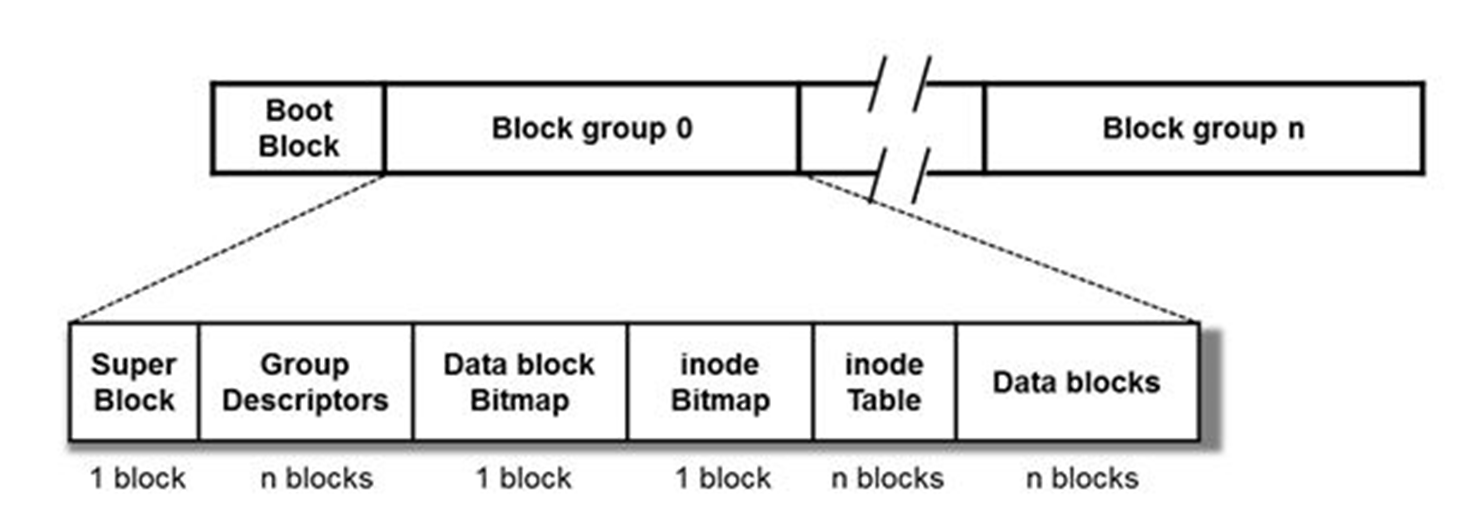 Boot
Block
Block group 0
Block group n
Super
Block
Group
Descriptors
Data block
Bitmap
inode
Bitmap
inode
Table
Data blocks
1 block
n blocks
1 block
1 block
n blocks
n blocks